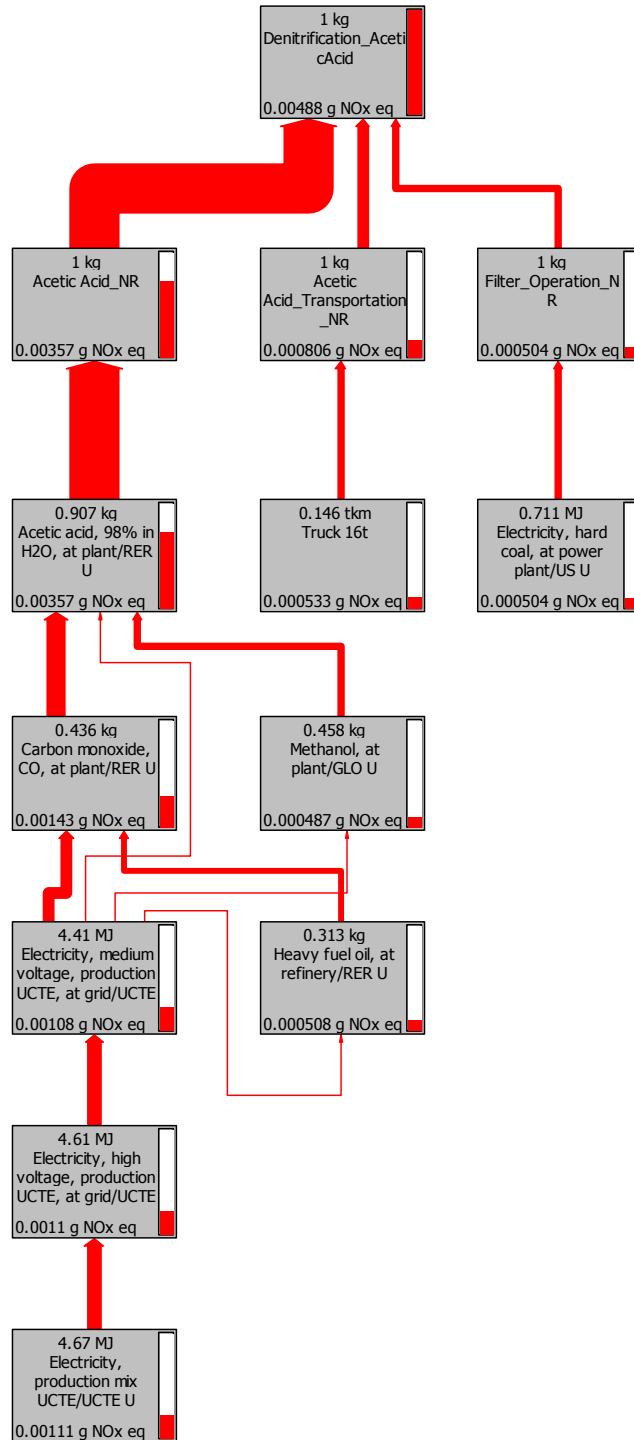 1 kg
Denitrification_Aceti
cAcid
0.00488 g NOx eq
1 kg
Acetic Acid_NR
0.00357 g NOx eq
1 kg
Acetic
Acid_Transportation
_NR
0.000806 g NOx eq
1 kg
Filter_Operation_N
R
0.000504 g NOx eq
0.907 kg
Acetic acid, 98% in
H2O, at plant/RER
U
0.00357 g NOx eq
0.146 tkm
Truck 16t
0.000533 g NOx eq
0.711 MJ
Electricity, hard
coal, at power
plant/US U
0.000504 g NOx eq
0.436 kg
Carbon monoxide,
CO, at plant/RER U
0.00143 g NOx eq
0.458 kg
Methanol, at
plant/GLO U
0.000487 g NOx eq
4.41 MJ
Electricity, medium
voltage, production
UCTE, at grid/UCTE
0.00108 g NOx eq
0.313 kg
Heavy fuel oil, at
refinery/RER U
0.000508 g NOx eq
4.61 MJ
Electricity, high
voltage, production
UCTE, at grid/UCTE
0.0011 g NOx eq
4.67 MJ
Electricity,
production mix
UCTE/UCTE U
0.00111 g NOx eq